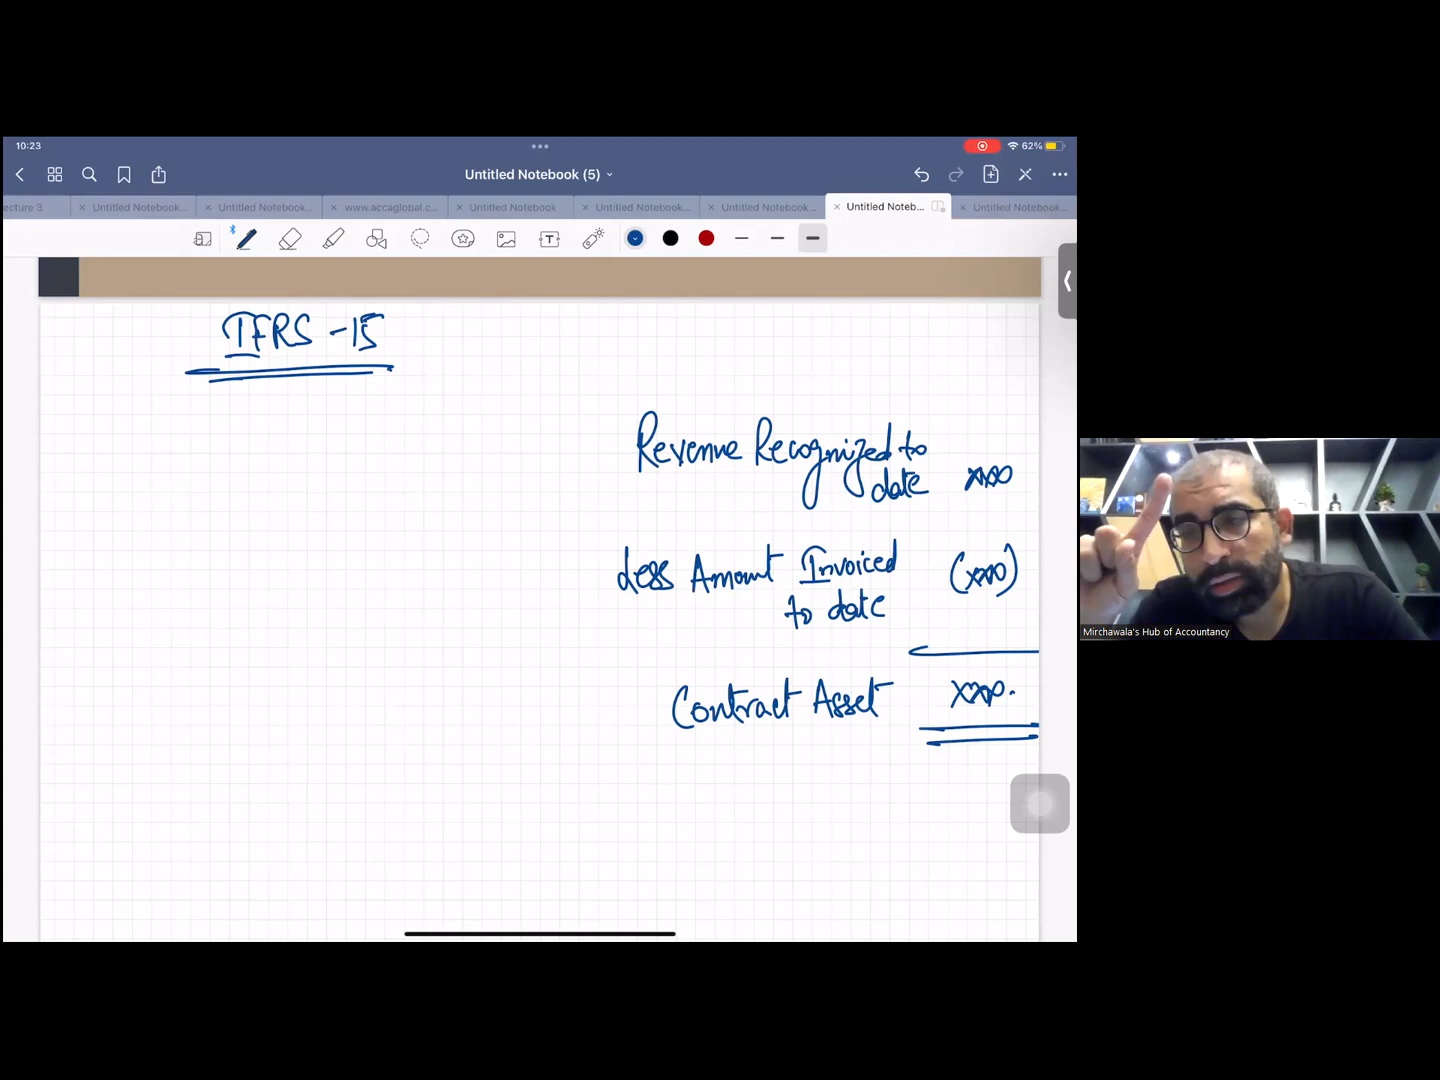 10:23
62%
Untitled Notebook (5)
ecture 3
Untitled Notebook...
Untitled Notebook...
www.accaglobal.c...
Untitled Notebook
Untitled Notebook...
Untitled Notebook...
Untitled Noteb...
Untitled Notebook...
T
IFRS - 15
Revenue Recognized to
date xxx
Less Amount Invoiced (xxx)
to date
Contract Asset xxx.
Mirchawala's Hub of Accountancy